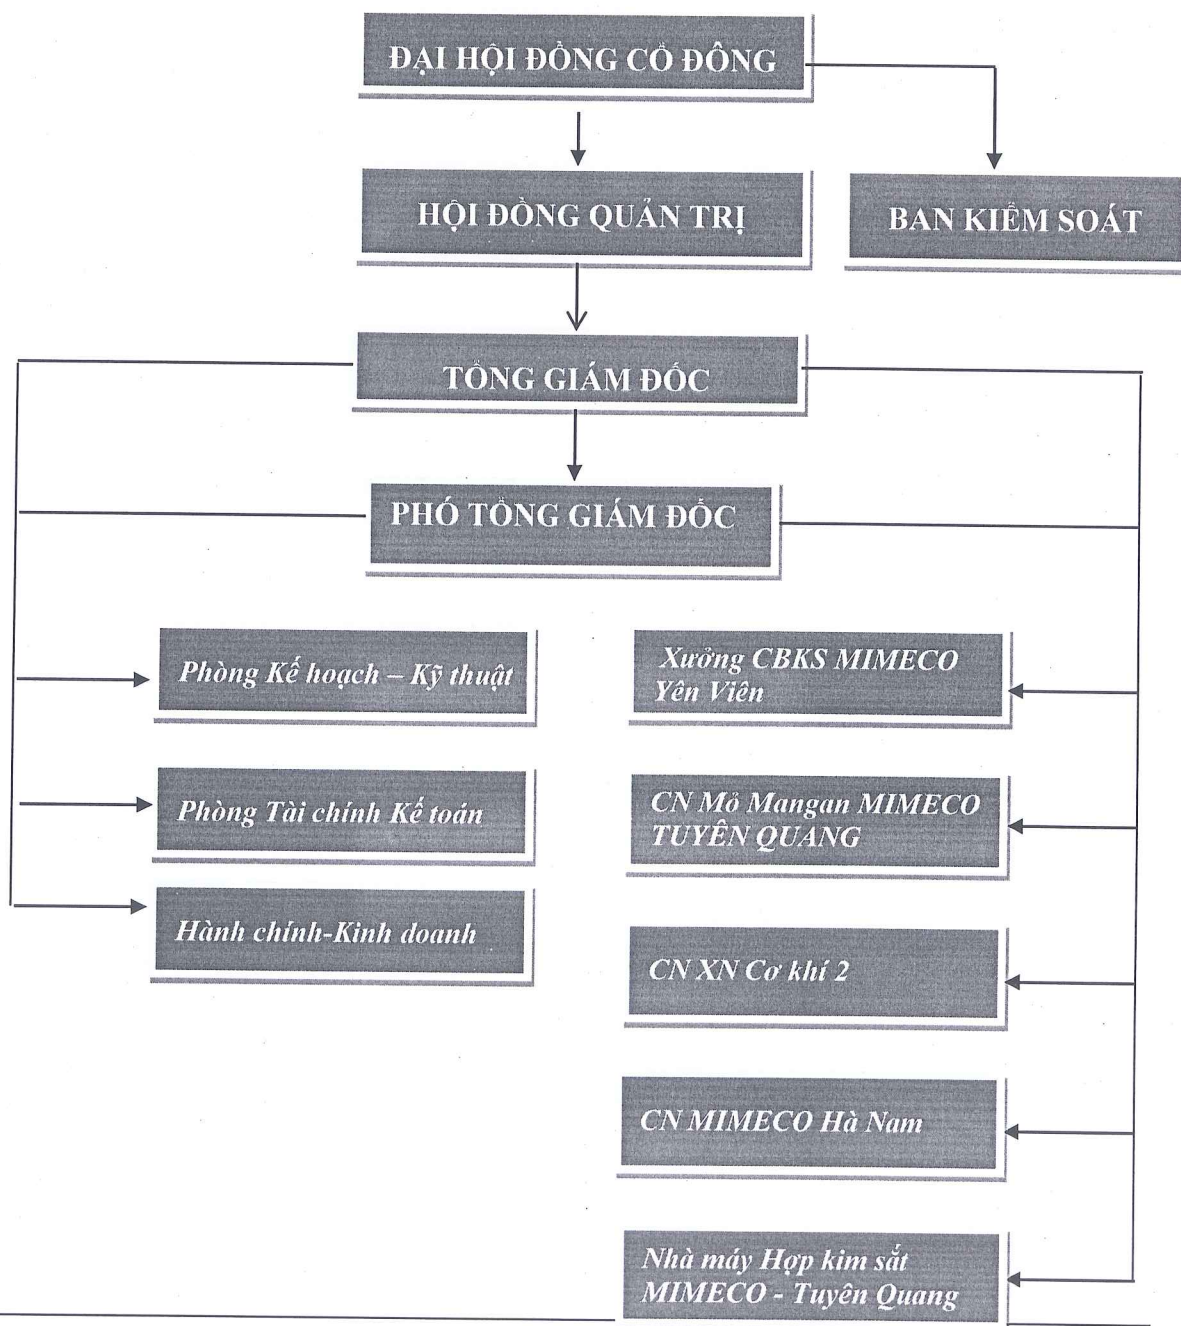 ĐẠI HỘI ĐỒNG CỔ ĐÔNG
HỘI ĐỒNG QUẢN TRỊ
BAN KIỂM SOÁT
TỔNG GIÁM ĐỐC
PHÓ TỔNG GIÁM ĐỐC
Phòng Kế hoạch – Kỹ thuật
Xưởng CBKS MIMECO
Yên Viên
Phòng Tài chính Kế toán
CN Mỏ Mangan MIMECO
TUYÊN QUANG
Hành chính-Kinh doanh
CN XN Cơ khí 2
CN MIMECO Hà Nam
Nhà máy Hợp kim sắt
MIMECO - Tuyên Quang